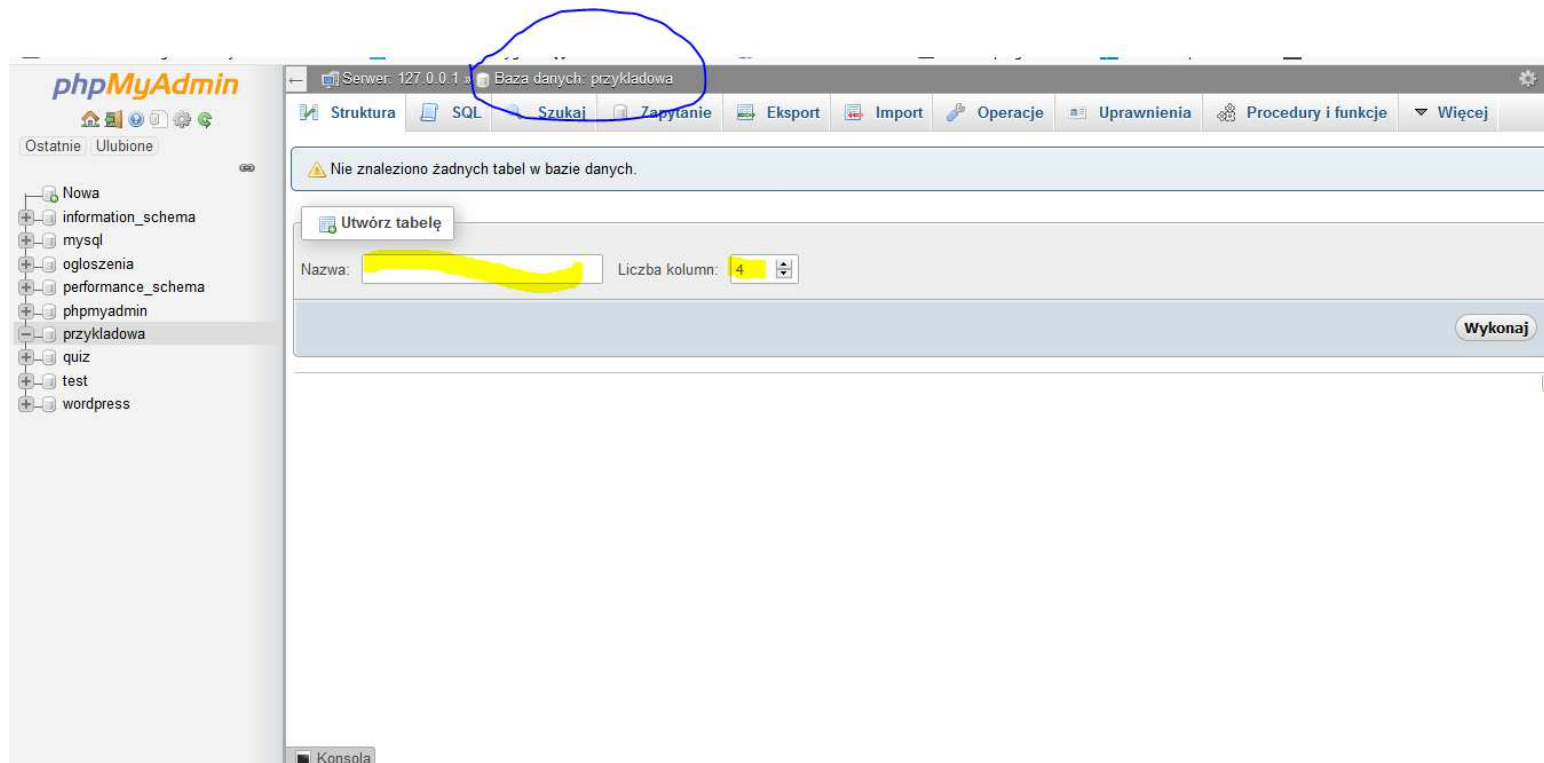 phpMyAdmin
Ostatnie Ulubione
Nowa
information_schema
mysql
ogloszenia
performance_schema
phpmyadmin
przykladowa
quiz
test
wordpress
Serwer: 127.0.0.1 » Baza danych: przykladowa
Struktura SQL Szukaj Zapytanie Eksport Import Operacje Uprawnienia Procedury i funkcje Więcej
Nie znaleziono żadnych tabel w bazie danych.
Utwórz tabelę
Nazwa: Liczba kolumn: 4
Wykonaj
Konsola